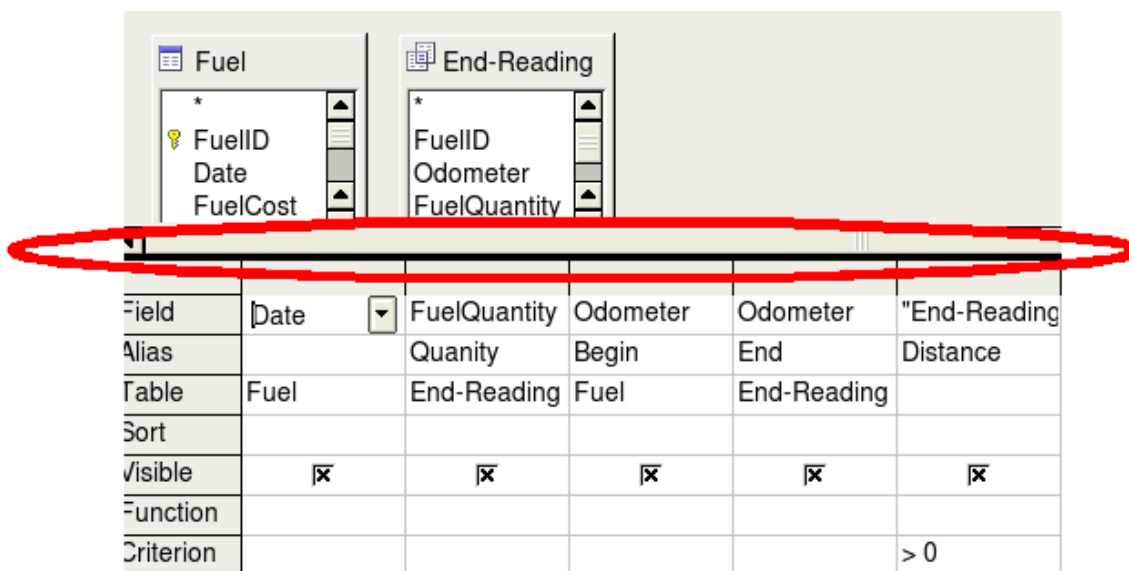 Fuel End-Reading
* *
FuelID FuelID
Date Odometer
FuelCost FuelQuantity
Field Date FuelQuantity Odometer Odometer "End-Reading
Alias Quanity Begin End Distance
Table Fuel End-Reading Fuel End-Reading
Sort
Visible
Function
Criterion > 0